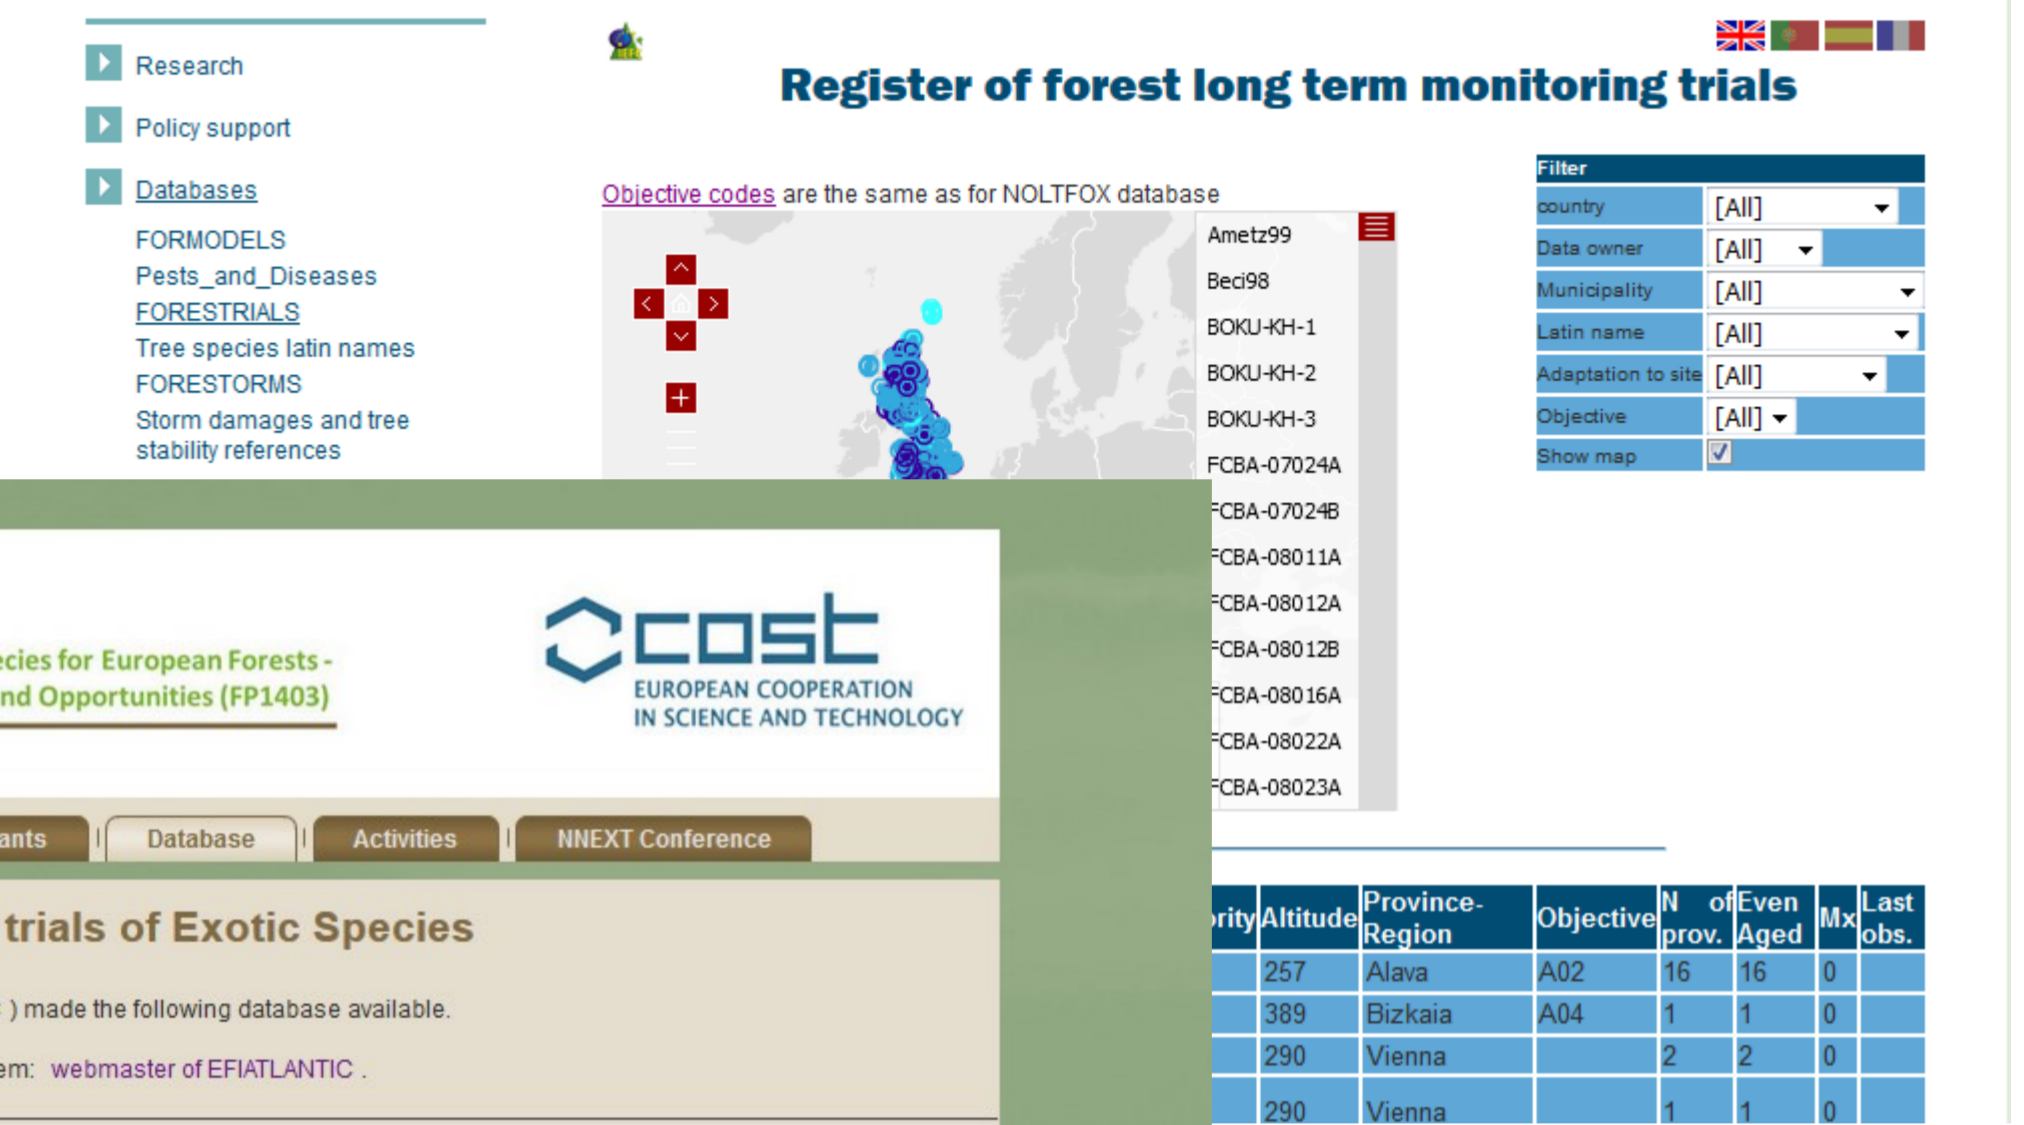 Research
Policy support
Databases
FORMODELS
Pests_and_Diseases
FORESTRIALS
Tree species latin names
FORESTORMS
Storm damages and tree
stability references
Register of forest long term monitoring trials
Objective codes are the same as for NOLTFOX database
Ametz99
Beci98
BOKU-KH-1
BOKU-KH-2
BOKU-KH-3
FCBA-07024A
FCBA-07024B
FCBA-08011A
FCBA-08012A
FCBA-08012B
FCBA-08016A
FCBA-08022A
FCBA-08023A
Filter
country [All]
Data owner [All]
Municipality [All]
Latin name [All]
Adaptation to site [All]
Objective [All]
Show map
ecies for European Forests -
nd Opportunities (FP1403)
cost
EUROPEAN COOPERATION
IN SCIENCE AND TECHNOLOGY
ants | Database | Activities | NNEXT Conference
trials of Exotic Species
) made the following database available.
em: webmaster of EFIATLANTIC .
rity Altitude Province-Region Objective N of prov. Even Aged Mx Last obs.
257 Alava A02 16 16 0
389 Bizkaia A04 1 1 0
290 Vienna 2 2 0
290 Vienna 1 1 0